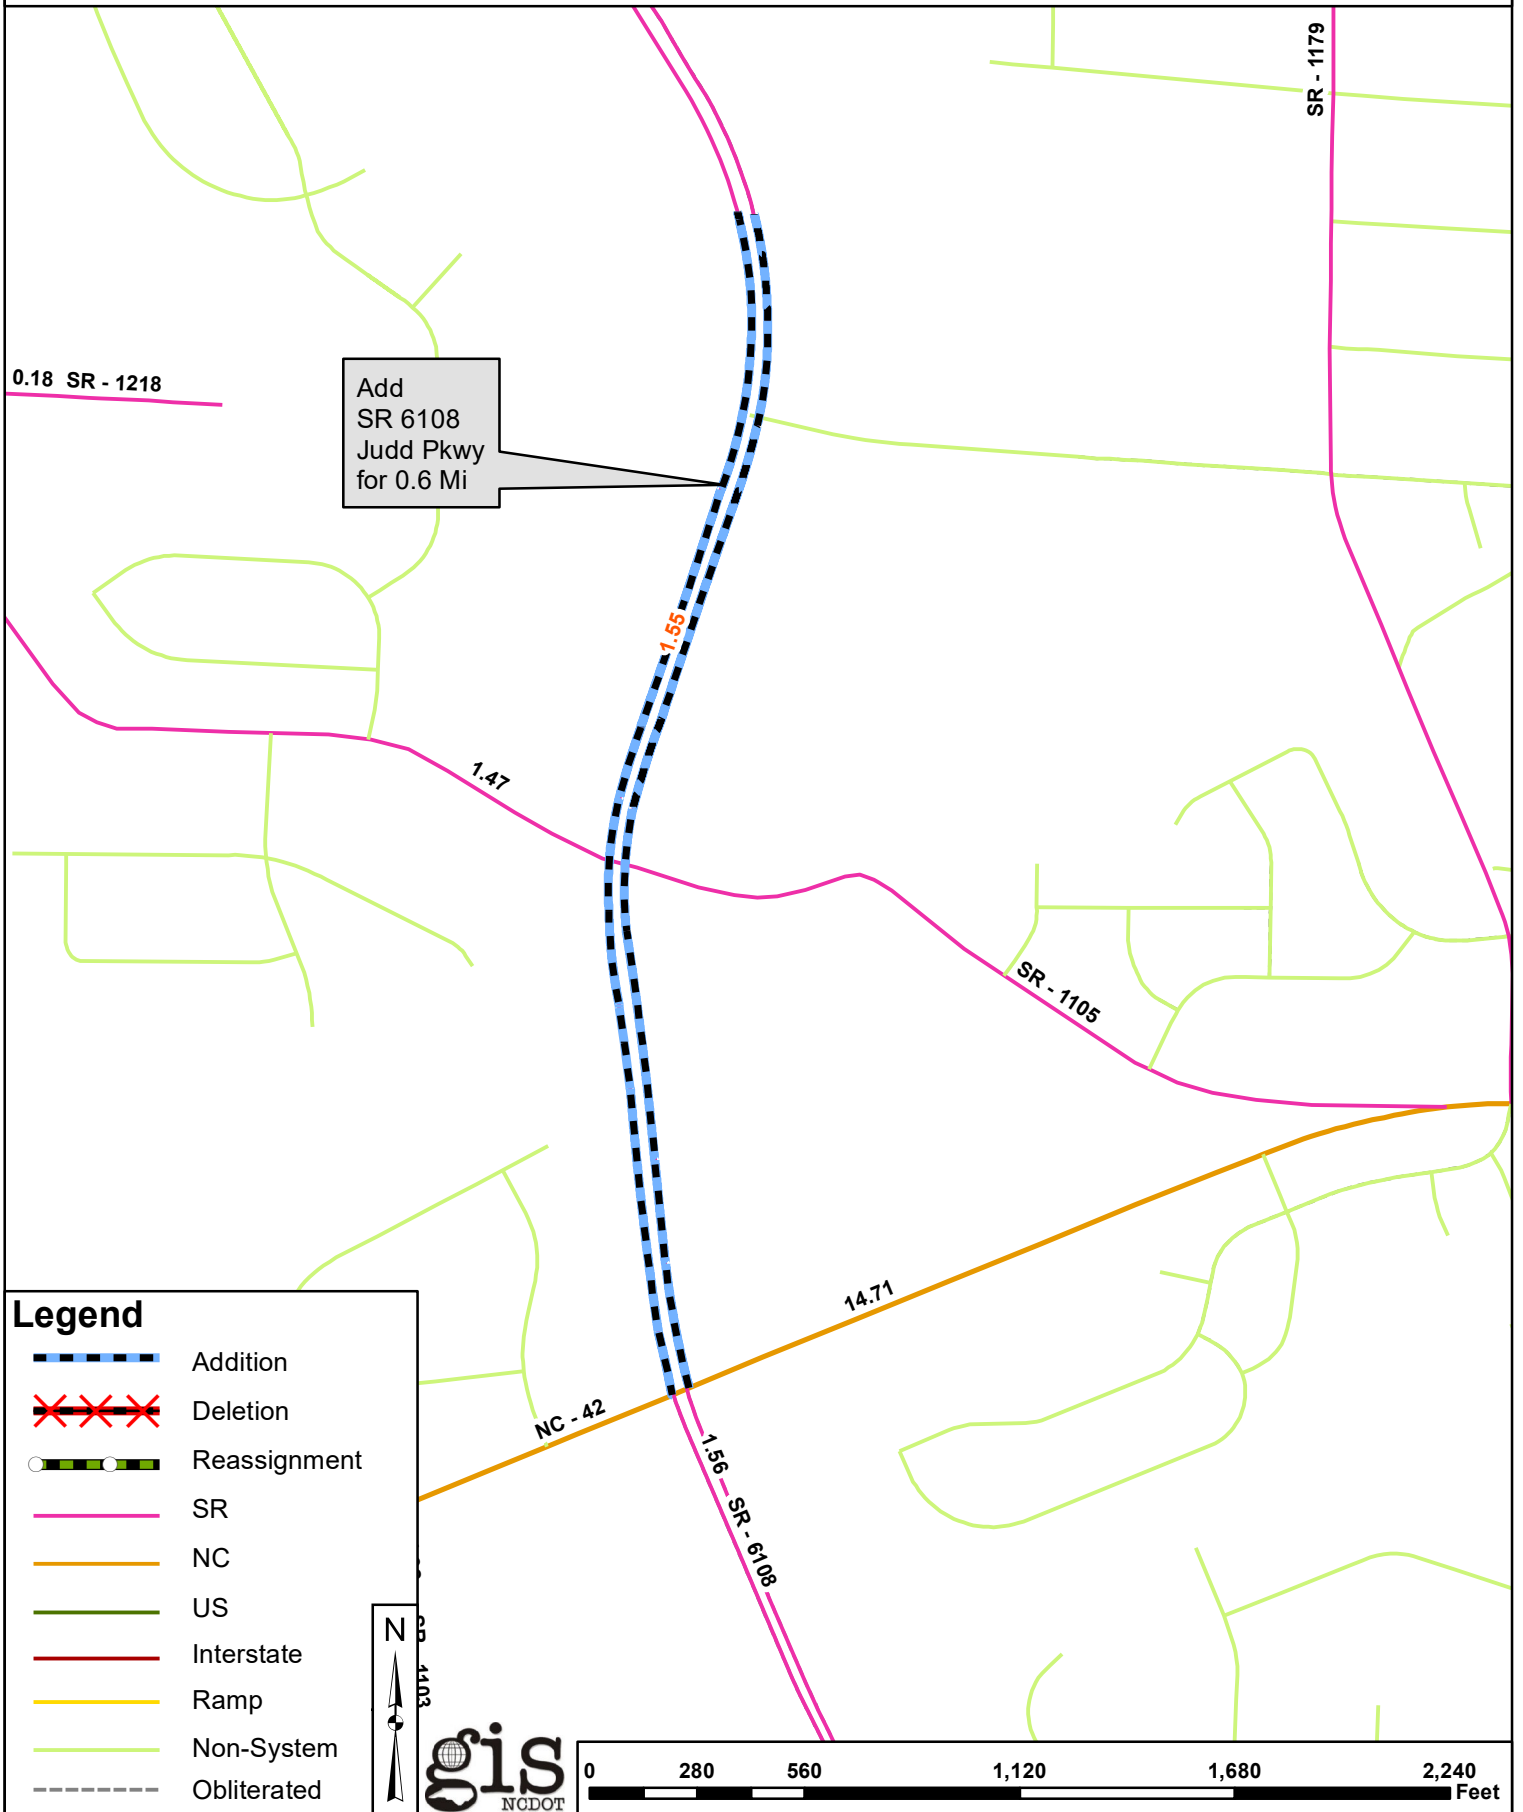 SR - 1179
0.18 SR - 1218
Add
SR 6108
Judd Pkwy
for 0.6 Mi
1.55
1.47
SR - 1105
14.71
NC - 42
1.56 SR - 6108
Legend
Addition
Deletion
Reassignment
SR
NC
US
Interstate
Ramp
Non-System
Obliterated
N
1103
gis
NCDOT
0 280 560 1,120 1,680 2,240
Feet